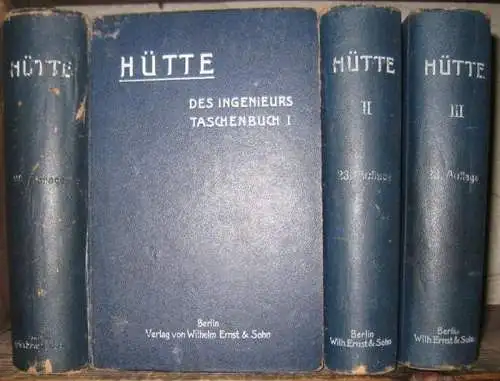 HÜTTE
HÜTTE
DES INGENIEURS
TASCHENBUCH I
Berlin
Verlag von Wilhelm Ernst & Sohn
HÜTTE
II
23. Auflage
Berlin
Wilh. Ernst & Sohn
HÜTTE
III
23. Auflage
Berlin
Wilh. Ernst & Sohn